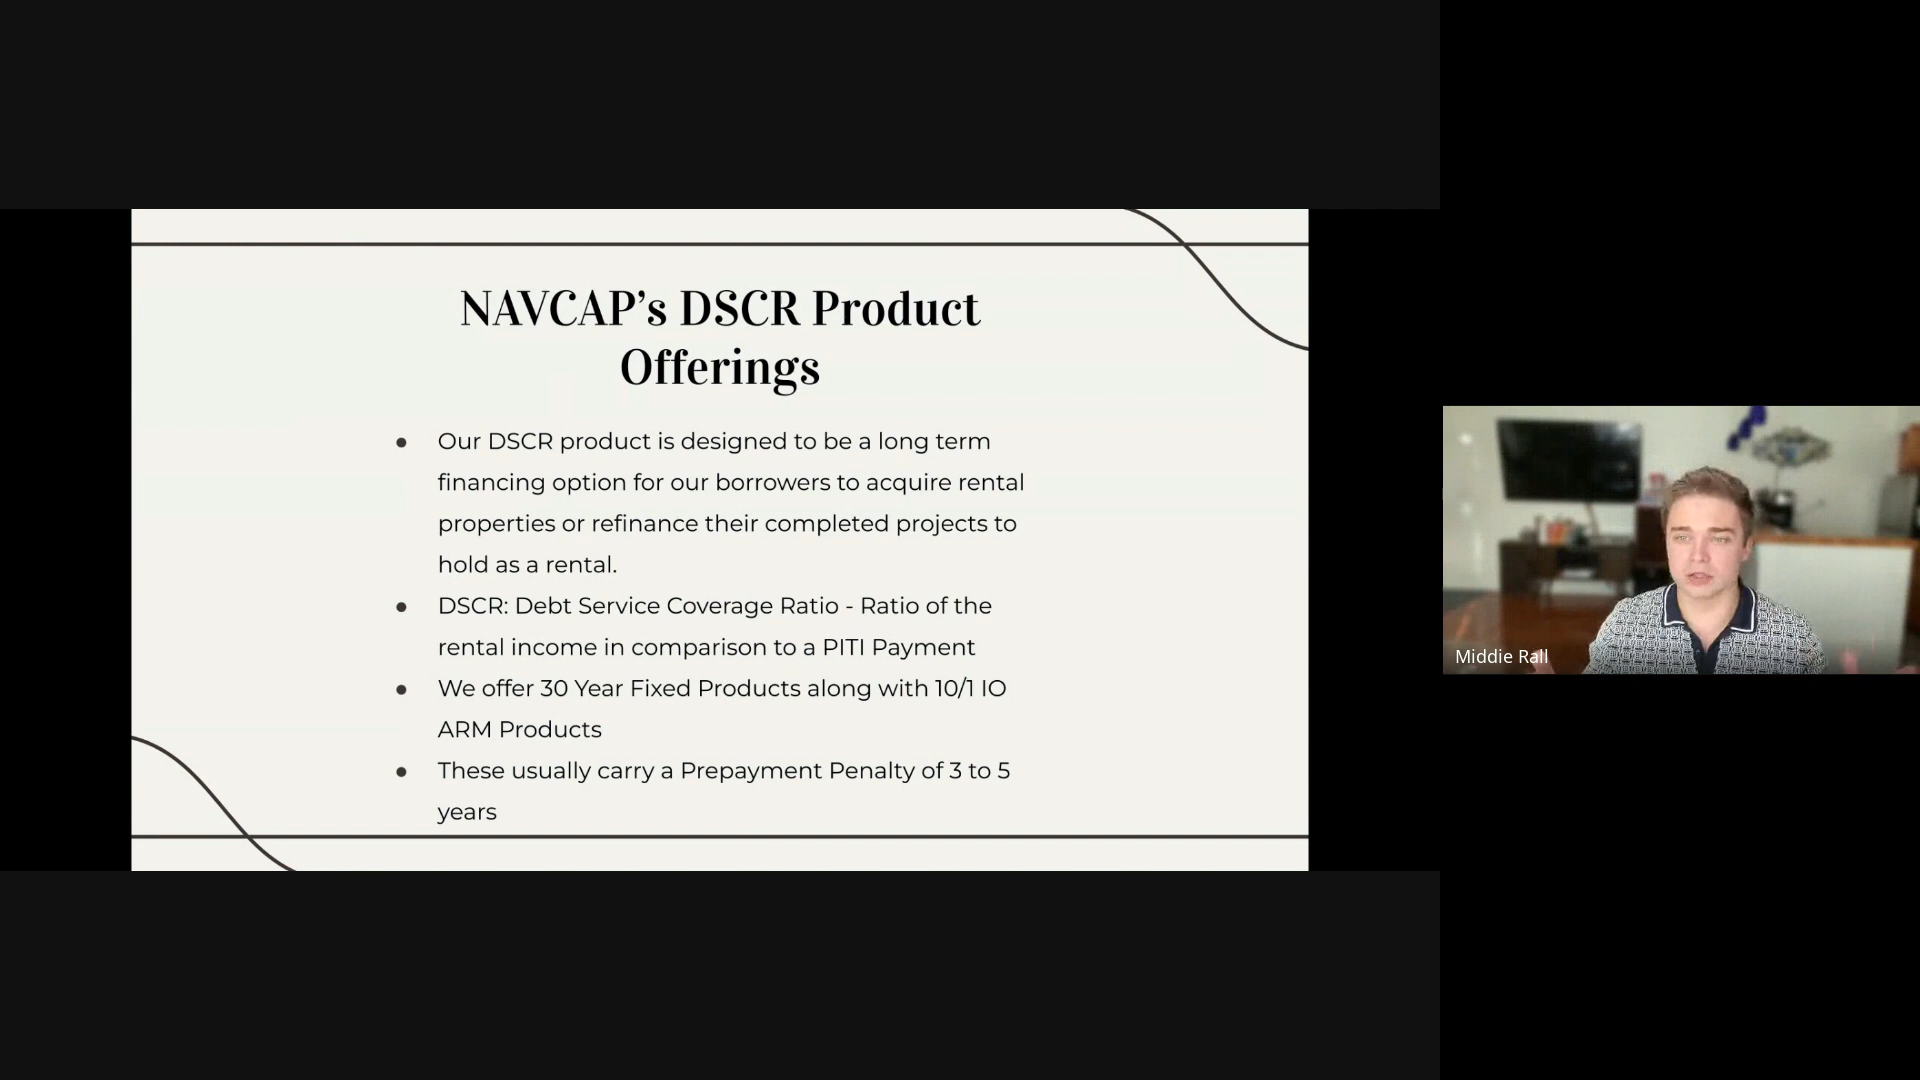 NAVCAP’s DSCR Product
Offerings
● Our DSCR product is designed to be a long term
financing option for our borrowers to acquire rental
properties or refinance their completed projects to
hold as a rental.
● DSCR: Debt Service Coverage Ratio - Ratio of the
rental income in comparison to a PITI Payment
● We offer 30 Year Fixed Products along with 10/1 IO
ARM Products
● These usually carry a Prepayment Penalty of 3 to 5
years
Middie Rall